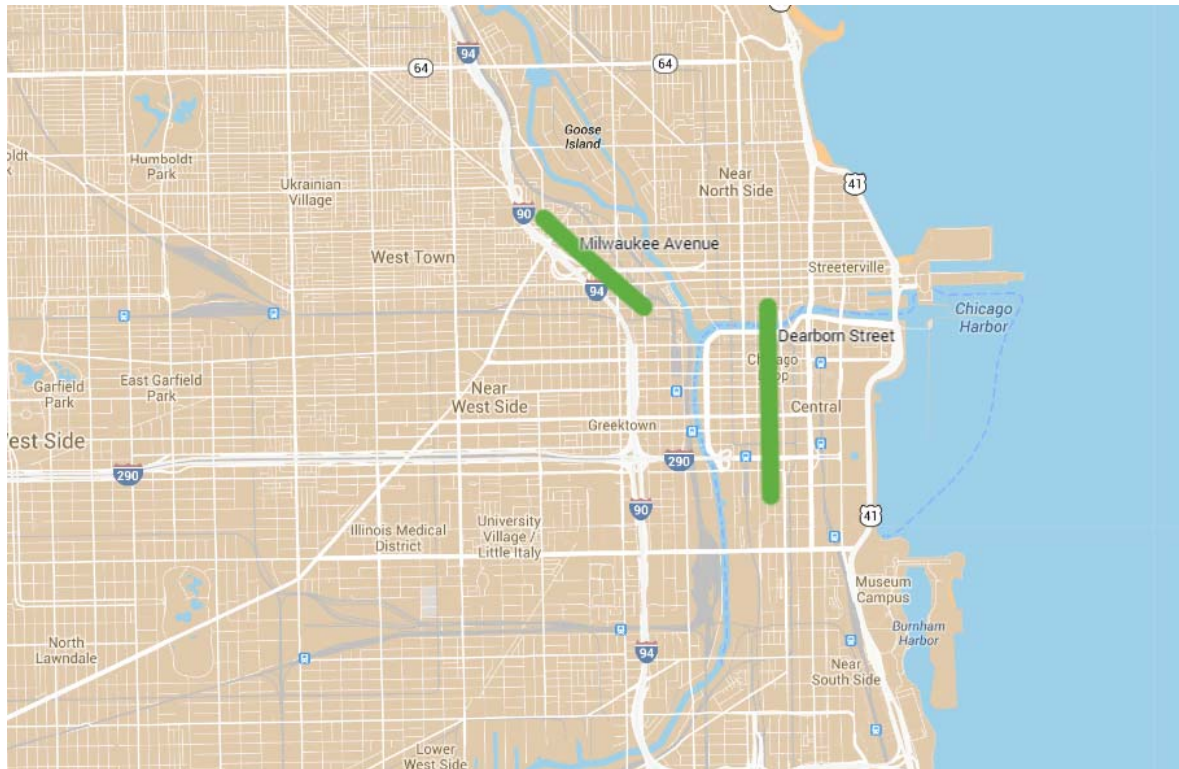 94
64
64
41
Goose
Island
oldt
Humboldt
Park
Near
North Side
Ukrainian
Village
41
90
Milwaukee Avenue
West Town
Streeterville
94
Chicago
Harbor
Dearborn Street
Garfield
Park
East Garfield
Park
Near
West Side
Central
Greektown
est Side
290
290
90
41
University
Village /
Little Italy
Illinois Medical
District
Museum
Campus
Burnham
Harbor
North
Lawndale
94
Near
South Side
Lower
West Side